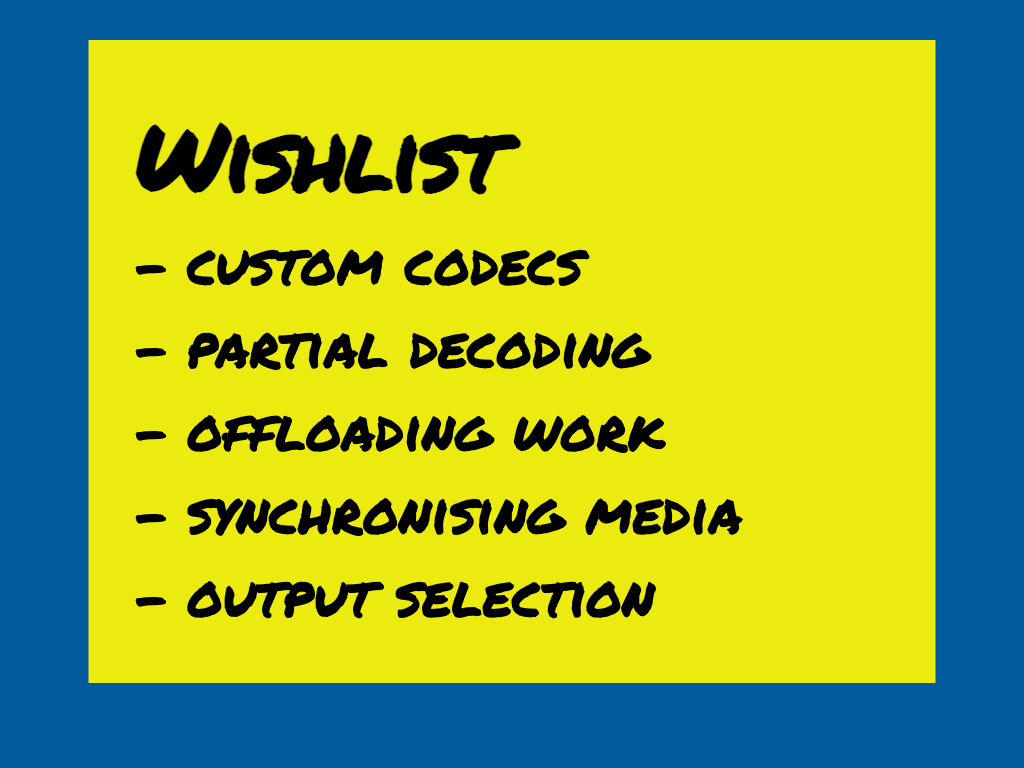 Wishlist
- custom codecs
- partial decoding
- offloading work
- synchronising media
- output selection